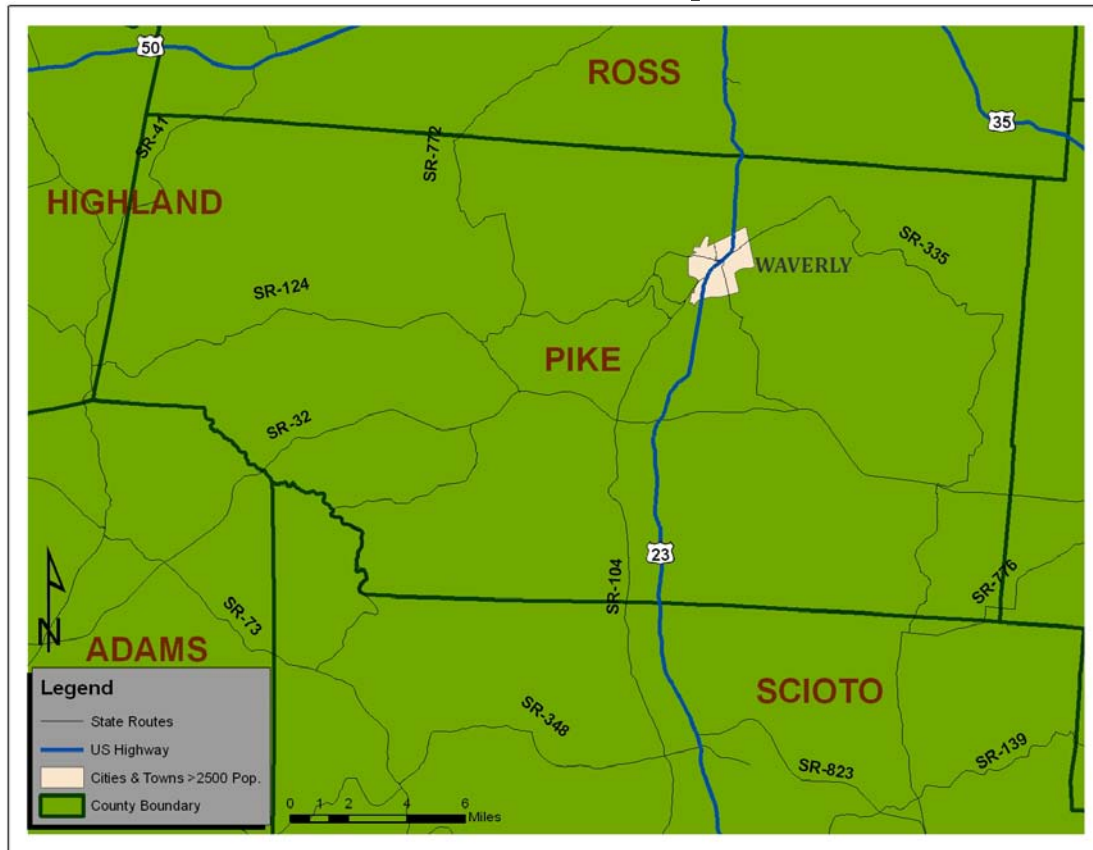 50
ROSS
35
SR-41
SR-772
HIGHLAND
SR-335
WAVERLY
SR-124
PIKE
SR-32
23
SR-104
SR-776
SR-73
N
ADAMS
SCIOTO
Legend
State Routes
US Highway
Cities & Towns >2500 Pop.
County Boundary
SR-348
SR-139
SR-823
0 1 2 4 6
Miles